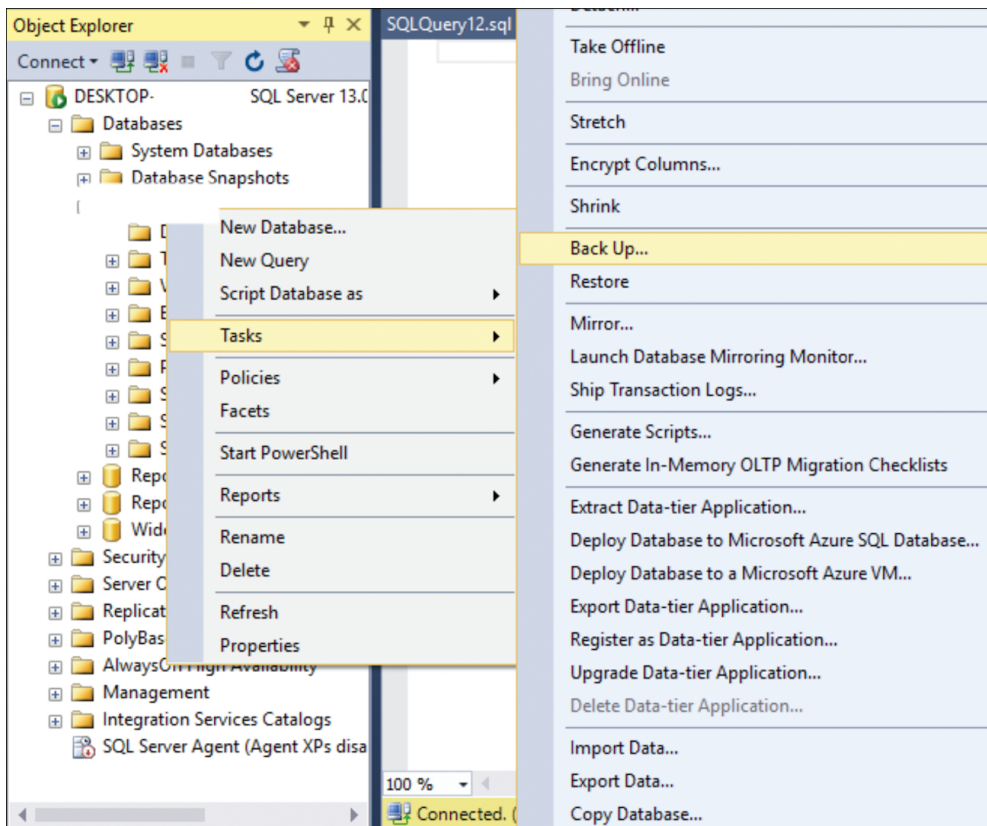 Object Explorer
Connect
DESKTOP- SQL Server 13.0
Databases
System Databases
Database Snapshots
Security
Management
Integration Services Catalogs
SQL Server Agent (Agent XPs disa
SQLQuery12.sql
100 %
Connected. (
New Database...
New Query
Script Database as
Tasks
Policies
Facets
Start PowerShell
Reports
Rename
Delete
Refresh
Properties
AlwaysOn High Availability
Take Offline
Bring Online
Stretch
Encrypt Columns...
Shrink
Back Up...
Restore
Mirror...
Launch Database Mirroring Monitor...
Ship Transaction Logs...
Generate Scripts...
Generate In-Memory OLTP Migration Checklists
Extract Data-tier Application...
Deploy Database to Microsoft Azure SQL Database...
Deploy Database to a Microsoft Azure VM...
Export Data-tier Application...
Register as Data-tier Application...
Upgrade Data-tier Application...
Delete Data-tier Application...
Import Data...
Export Data...
Copy Database...